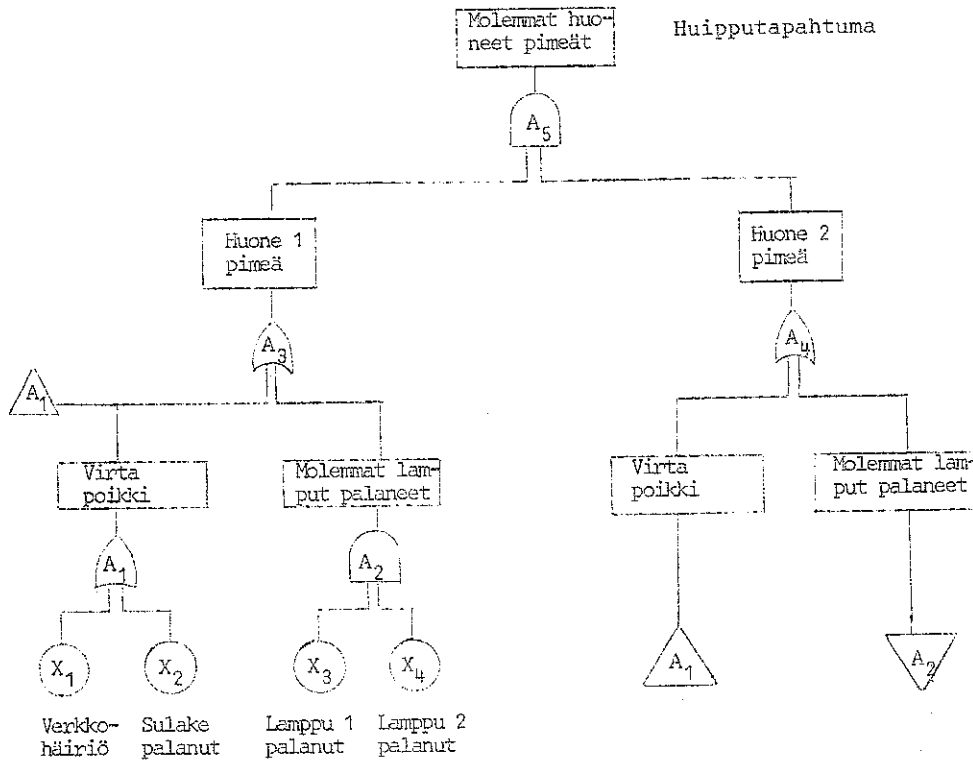 Molemmat huo-
neet pimeät
Huipputapahtuma
A5
Huone 1
pimeä
Huone 2
pimeä
A3
A4
A1
Virta
poikki
Molemmat lam-
put palaneet
Virta
poikki
Molemmat lam-
put palaneet
A1
A2
X1
X2
X3
X4
A1
A2
Verkko-
häiriö
Sulake
palanut
Lamppu 1
palanut
Lamppu 2
palanut